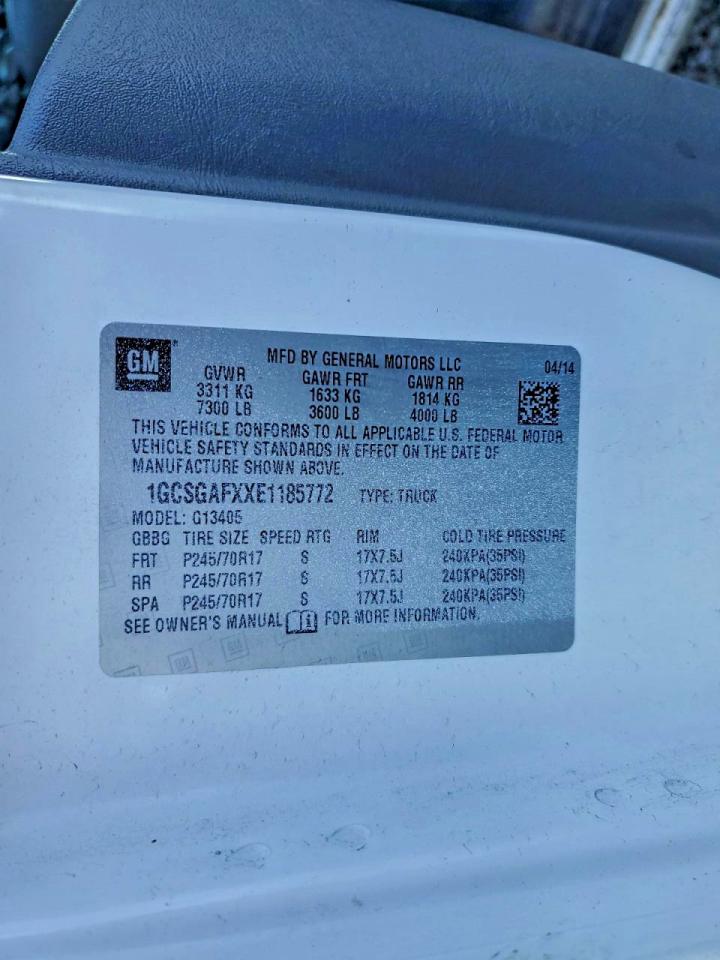 GM
MFD BY GENERAL MOTORS LLC 04/14
GVWR GAWR FRT GAWR RR
3311 KG 1633 KG 1814 KG
7300 LB 3600 LB 4000 LB
THIS VEHICLE CONFORMS TO ALL APPLICABLE U.S. FEDERAL MOTOR
VEHICLE SAFETY STANDARDS IN EFFECT ON THE DATE OF
MANUFACTURE SHOWN ABOVE.
1GCSGAFXXE1185772 TYPE: TRUCK
MODEL: G13405
GBBG TIRE SIZE SPEED RTG RIM COLD TIRE PRESSURE
FRT P245/70R17 S 17X7.5J 240KPA(35PSI)
RR P245/70R17 S 17X7.5J 240KPA(35PSI)
SPA P245/70R17 S 17X7.5J 240KPA(35PSI)
SEE OWNER'S MANUAL FOR MORE INFORMATION.